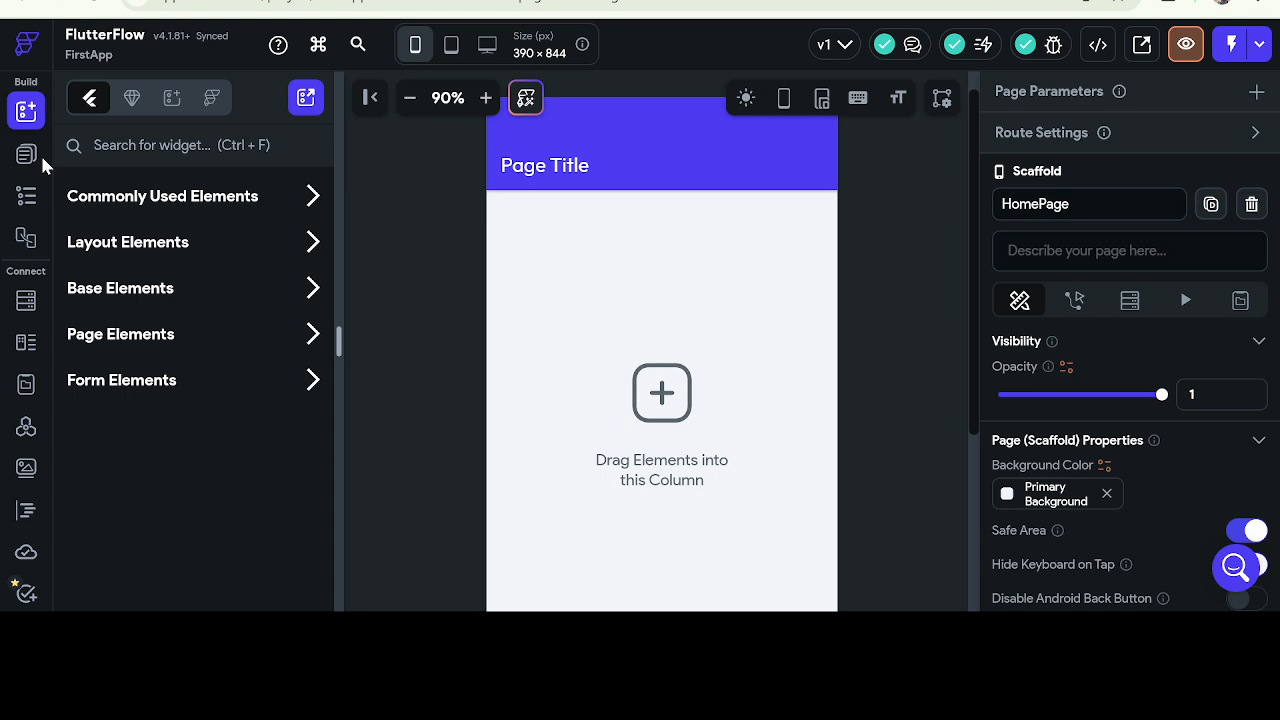 FlutterFlow v4.1.81+ Synced
FirstApp
Size (px)
390 × 844
v1
Build
90%
Page Parameters
Search for widget... (Ctrl + F)
Route Settings
Page Title
Scaffold
Commonly Used Elements
HomePage
Layout Elements
Describe your page here...
Connect
Base Elements
Page Elements
Visibility
Opacity
Form Elements
1
Drag Elements into
this Column
Page (Scaffold) Properties
Background Color
Primary
Background
Safe Area
Hide Keyboard on Tap
Disable Android Back Button